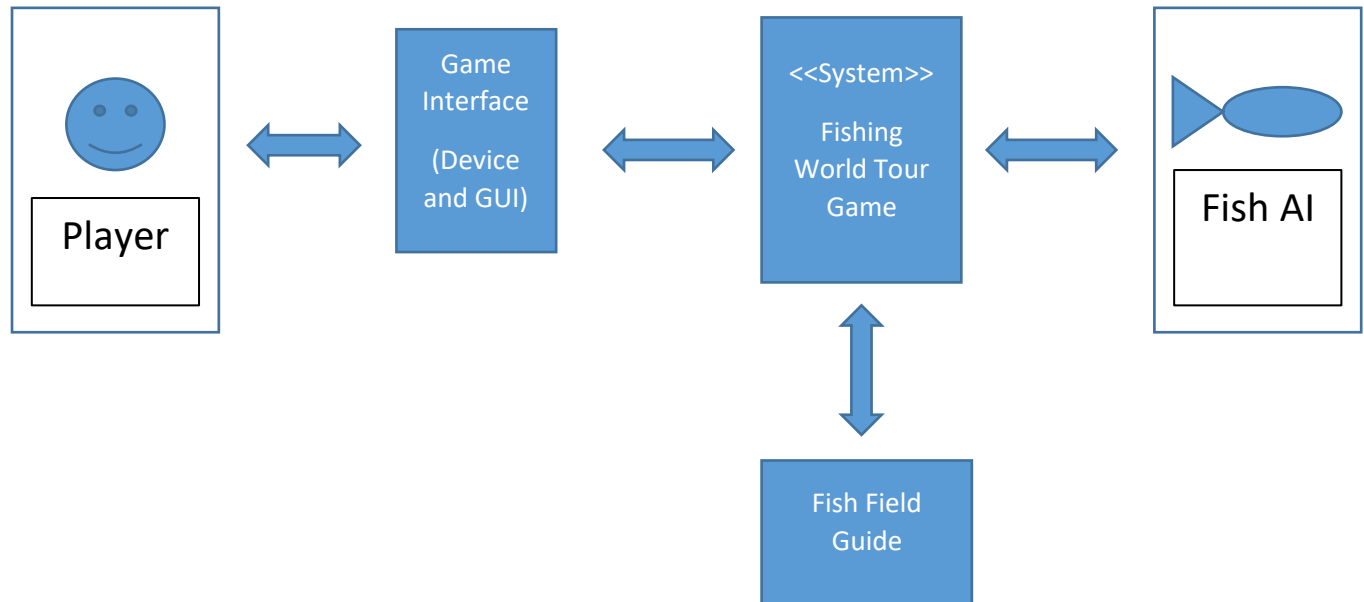 Player
Game
Interface
(Device
and GUI)
<<System>>
Fishing
World Tour
Game
Fish AI
Fish Field
Guide